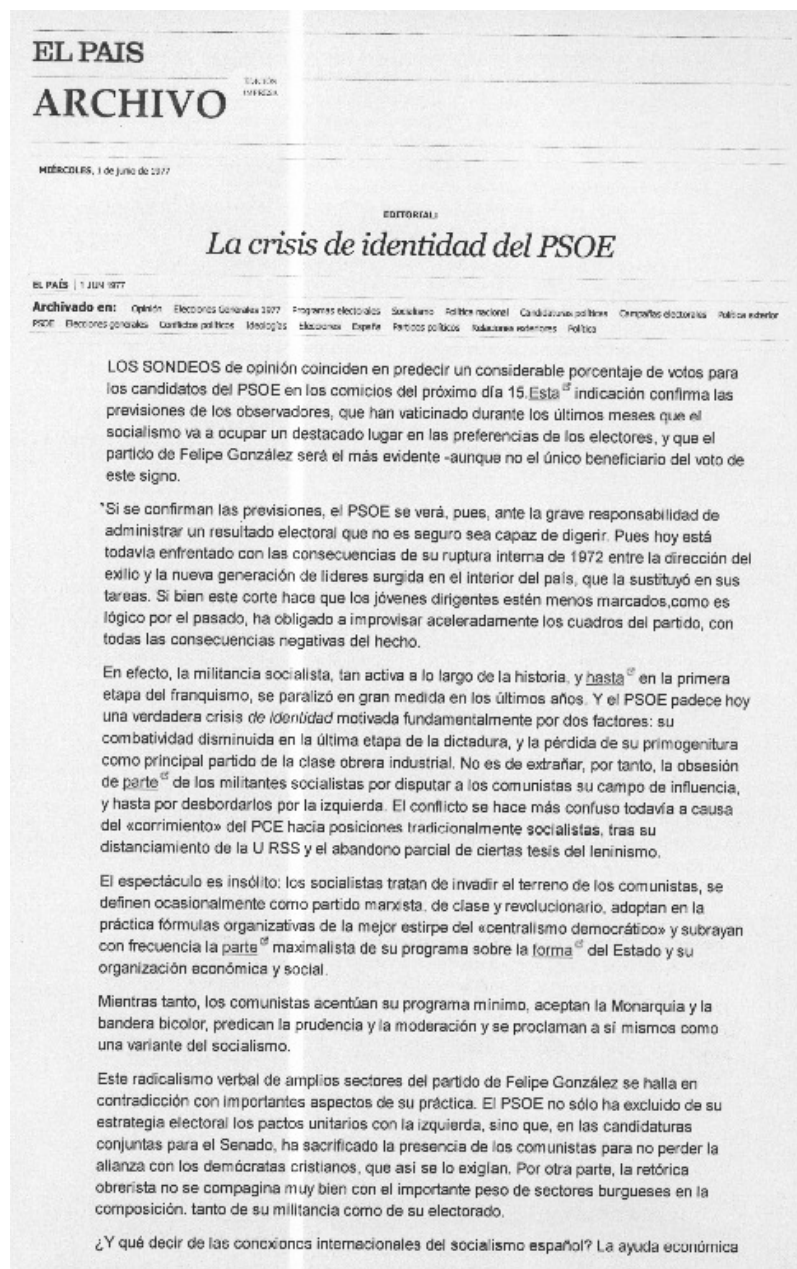 EL PAIS
ARCHIVO
EDICIÓN
IMPRESA
MIÉRCOLES, 1 de junio de 1977
EDITORIAL:
La crisis de identidad del PSOE
EL PAÍS | 1 JUN 1977
Archivado en: Opinión Elecciones Generales 1977 Programas electorales Socialismo Política nacional Candidaturas políticas Campañas electorales Política exterior
PSOE Elecciones generales Conflictos políticos Ideologías Elecciones España Partidos políticos Relaciones exteriores Política
LOS SONDEOS de opinión coinciden en predecir un considerable porcentaje de votos para
los candidatos del PSOE en los comicios del próximo día 15.Esta indicación confirma las
previsiones de los observadores, que han vaticinado durante los últimos meses que el
socialismo va a ocupar un destacado lugar en las preferencias de los electores, y que el
partido de Felipe González será el más evidente -aunque no el único beneficiario del voto de
este signo.
`Si se confirman las previsiones, el PSOE se verá, pues, ante la grave responsabilidad de
administrar un resultado electoral que no es seguro sea capaz de digerir. Pues hoy está
todavía enfrentado con las consecuencias de su ruptura interna de 1972 entre la dirección del
exilio y la nueva generación de líderes surgida en el interior del país, que la sustituyó en sus
tareas. Si bien este corte hace que los jóvenes dirigentes estén menos marcados,como es
lógico por el pasado, ha obligado a improvisar aceleradamente los cuadros del partido, con
todas las consecuencias negativas del hecho.
En efecto, la militancia socialista, tan activa a lo largo de la historia, y hasta en la primera
etapa del franquismo, se paralizó en gran medida en los últimos años. Y el PSOE padece hoy
una verdadera crisis de identidad motivada fundamentalmente por dos factores: su
combatividad disminuida en la última etapa de la dictadura, y la pérdida de su primogenitura
como principal partido de la clase obrera industrial. No es de extrañar, por tanto, la obsesión
de parte de los militantes socialistas por disputar a los comunistas su campo de influencia,
y hasta por desbordarlos por la izquierda. El conflicto se hace más confuso todavía a causa
del «corrimiento» del PCE hacia posiciones tradicionalmente socialistas, tras su
distanciamiento de la U RSS y el abandono parcial de ciertas tesis del leninismo.
El espectáculo es insólito: los socialistas tratan de invadir el terreno de los comunistas, se
definen ocasionalmente como partido marxista, de clase y revolucionario, adoptan en la
práctica fórmulas organizativas de la mejor estirpe del «centralismo democrático» y subrayan
con frecuencia la parte maximalista de su programa sobre la forma del Estado y su
organización económica y social.
Mientras tanto, los comunistas acentúan su programa mínimo, aceptan la Monarquía y la
bandera bicolor, predican la prudencia y la moderación y se proclaman a sí mismos como
una variante del socialismo.
Este radicalismo verbal de amplios sectores del partido de Felipe González se halla en
contradicción con importantes aspectos de su práctica. El PSOE no sólo ha excluido de su
estrategia electoral los pactos unitarios con la izquierda, sino que, en las candidaturas
conjuntas para el Senado, ha sacrificado la presencia de los comunistas para no perder la
alianza con los demócratas cristianos, que así se lo exigían. Por otra parte, la retórica
obrerista no se compagina muy bien con el importante peso de sectores burgueses en la
composición. tanto de su militancia como de su electorado.
¿Y qué decir de las conexiones internacionales del socialismo español? La ayuda económica